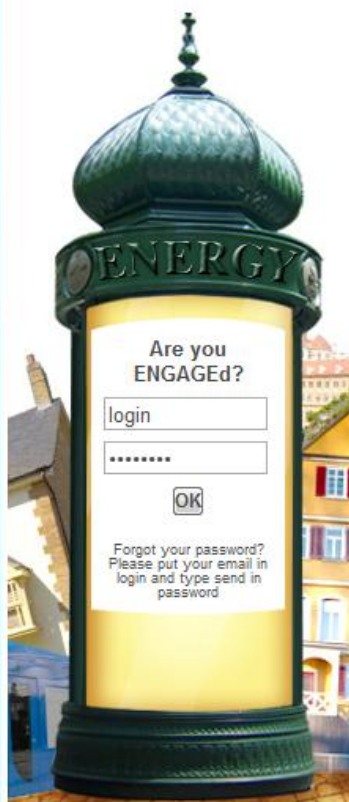 ENERGY
Are you
ENGAGEd?
login
••••••••
OK
Forgot your password?
Please put your email in
login and type send in
password